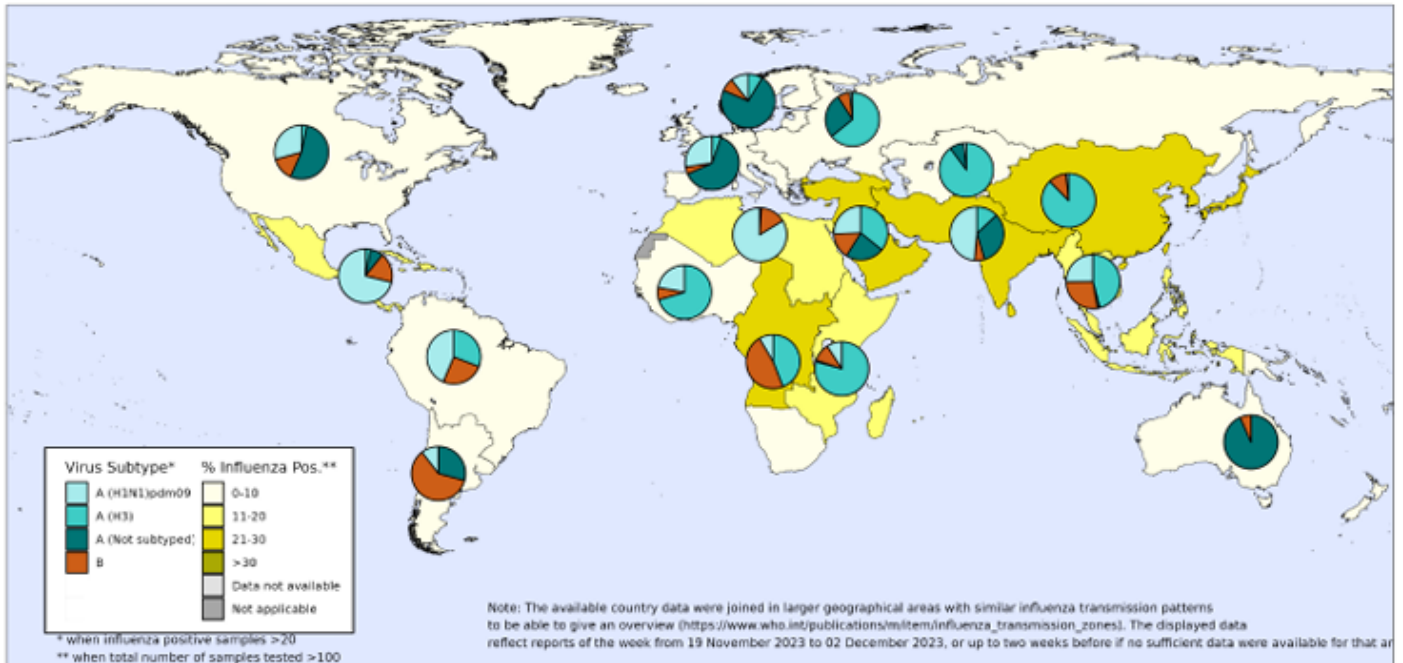 Virus Subtype* % Influenza Pos.**
A (H1N1)pdm09 0-10
A (H3) 11-20
A (Not subtyped) 21-30
B >30
Data not available
Not applicable
* when influenza positive samples >20
** when total number of samples tested >100
Note: The available country data were joined in larger geographical areas with similar influenza transmission patterns
to be able to give an overview (https://www.who.int/publications/m/item/influenza_transmission_zones). The displayed data
reflect reports of the week from 19 November 2023 to 02 December 2023, or up to two weeks before if no sufficient data were available for that ar